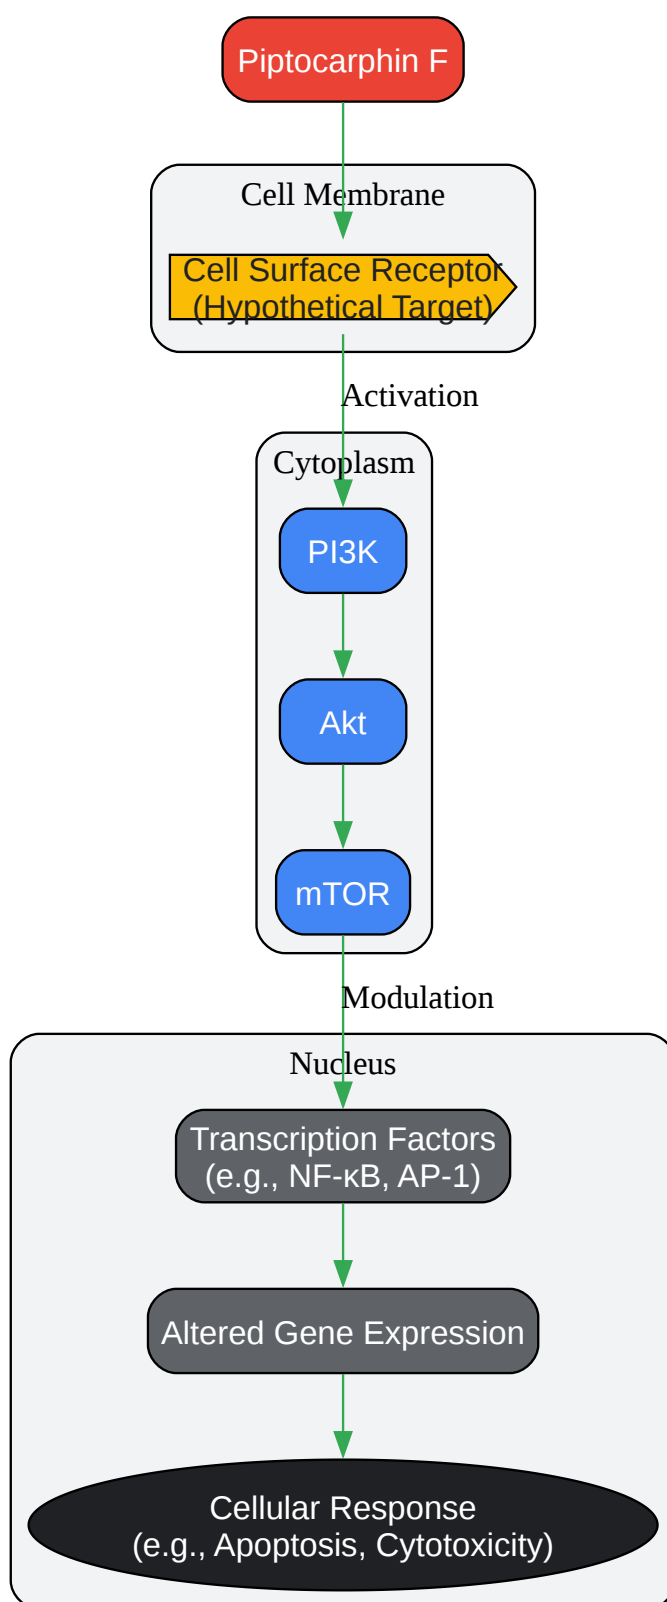 Piptocarphin F
Cell Membrane
Cell Surface Receptor
(Hypothetical Target)
Activation
Cytoplasm
PI3K
Akt
mTOR
Modulation
Nucleus
Transcription Factors
(e.g., NF-κB, AP-1)
Altered Gene Expression
Cellular Response
(e.g., Apoptosis, Cytotoxicity)